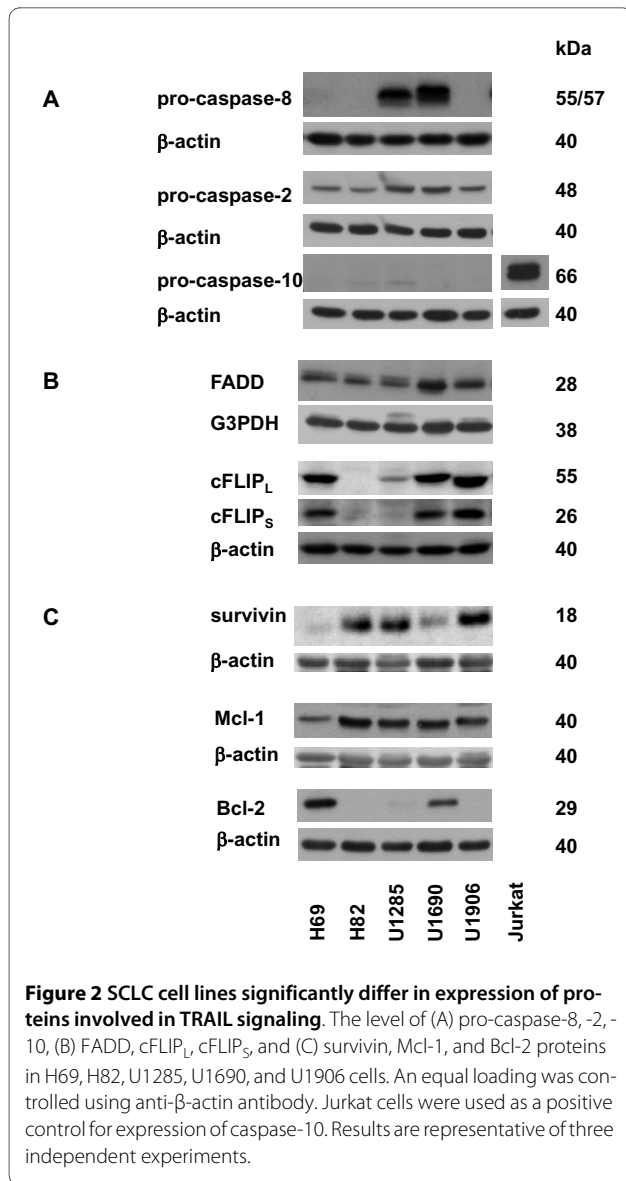 kDa
A pro-caspase-8 55/57
β-actin 40
pro-caspase-2 48
β-actin 40
pro-caspase-10 66
β-actin 40
B FADD 28
G3PDH 38
cFLIPL 55
cFLIPS 26
β-actin 40
C survivin 18
β-actin 40
Mcl-1 40
β-actin 40
Bcl-2 29
β-actin 40
H69 H82 U1285 U1690 U1906 Jurkat
Figure 2 SCLC cell lines significantly differ in expression of pro-
teins involved in TRAIL signaling. The level of (A) pro-caspase-8, -2, -
10, (B) FADD, cFLIPL, cFLIPS, and (C) survivin, Mcl-1, and Bcl-2 proteins
in H69, H82, U1285, U1690, and U1906 cells. An equal loading was con-
trolled using anti-β-actin antibody. Jurkat cells were used as a positive
control for expression of caspase-10. Results are representative of three
independent experiments.